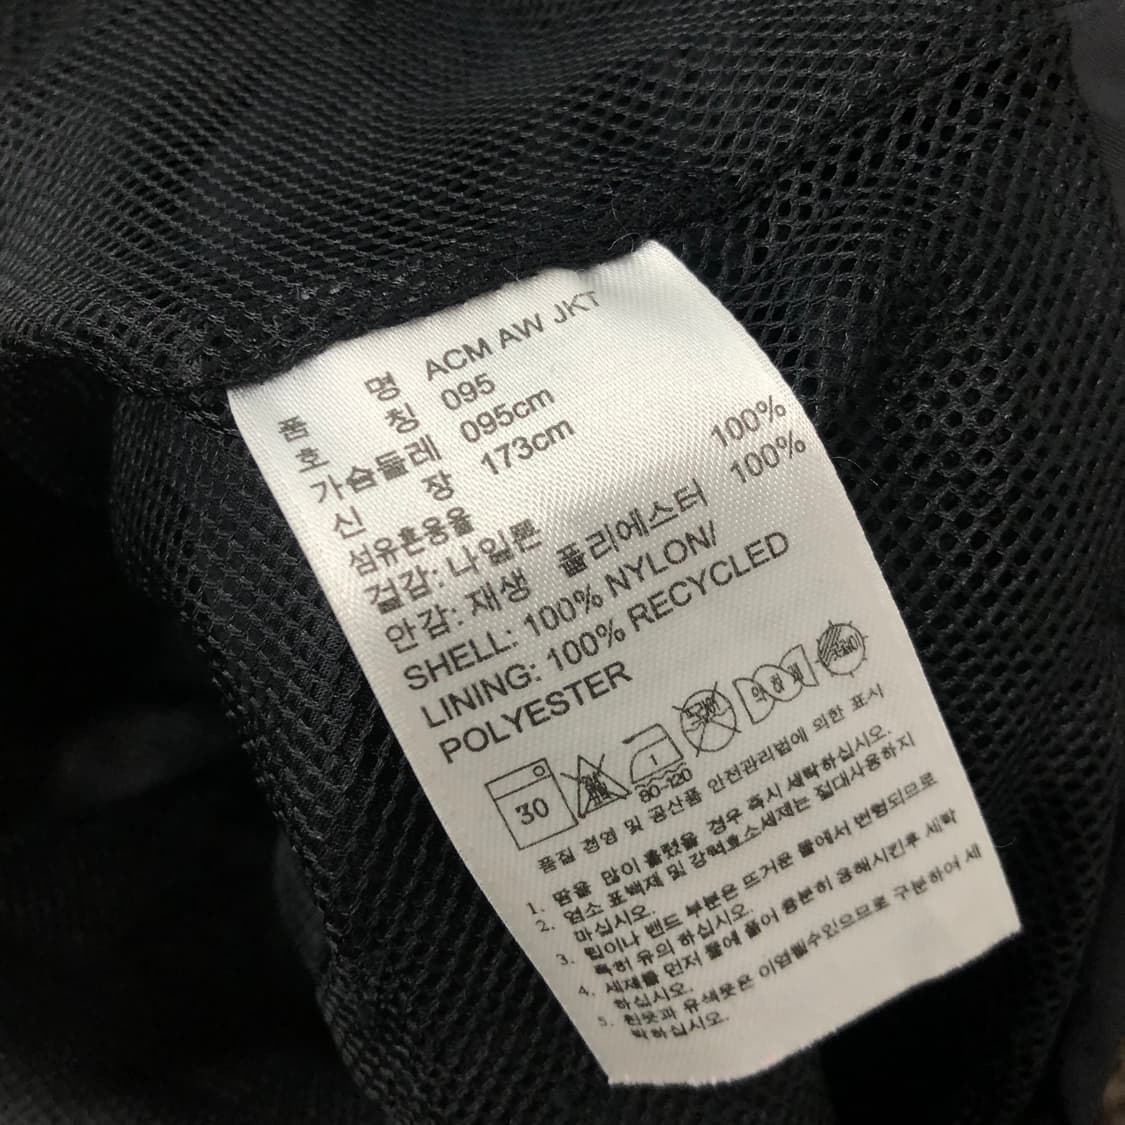 품 명 ACM AW JKT
호 칭 095
가슴둘레 095cm
신 장 173cm
섬유혼용율
겉감: 나일론 100%
안감: 재생 폴리에스터 100%
SHELL: 100% NYLON/
LINING: 100% RECYCLED
POLYESTER
30 1 80~120 약하게
품질 경영 및 공산품 안전관리법에 의한 표시
1. 땀을 많이 흘렸을 경우 즉시 세탁하십시오.
2. 염소 표백제 및 강력효소세제는 절대사용하지
마십시오.
3. 립이나 밴드 부분은 뜨거운 물에서 변형되므로
특히 유의 하십시오.
4. 세제를 먼저 물에 풀어 충분히 용해시킨후 세탁
하십시오.
5. 흰옷과 유색옷은 이염될수있으므로 구분하여 세
탁하십시오.